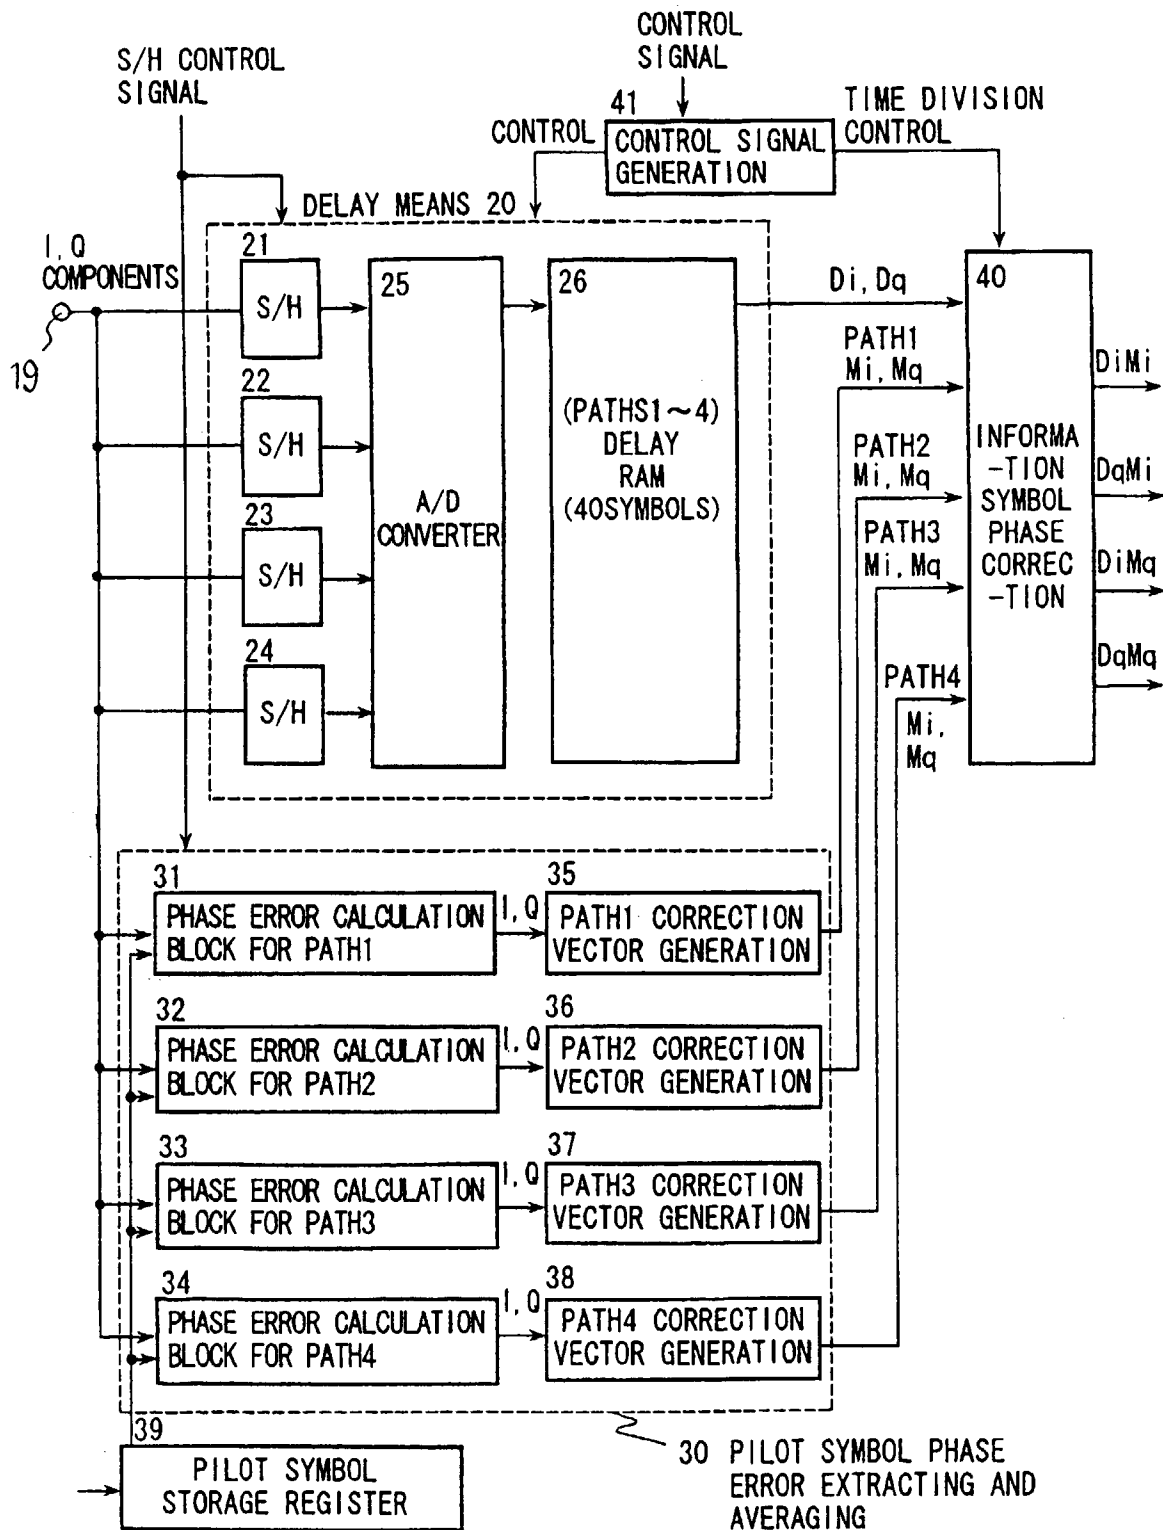 CONTROL
SIGNAL
S/H CONTROL
SIGNAL
41
CONTROL SIGNAL
GENERATION
CONTROL
TIME DIVISION
CONTROL
DELAY MEANS 20
I,Q
COMPONENTS
19
21
S/H
22
S/H
23
S/H
24
S/H
25
A/D
CONVERTER
26
(PATHS1~4)
DELAY
RAM
(40SYMBOLS)
Di,Dq
PATH1
Mi,Mq
PATH2
Mi,Mq
PATH3
Mi,Mq
PATH4
Mi,
Mq
40
INFORMA
-TION
SYMBOL
PHASE
CORREC
-TION
DiMi
DqMi
DiMq
DqMq
31
PHASE ERROR CALCULATION
BLOCK FOR PATH1
I,Q
35
PATH1 CORRECTION
VECTOR GENERATION
32
PHASE ERROR CALCULATION
BLOCK FOR PATH2
I,Q
36
PATH2 CORRECTION
VECTOR GENERATION
33
PHASE ERROR CALCULATION
BLOCK FOR PATH3
I,Q
37
PATH3 CORRECTION
VECTOR GENERATION
34
PHASE ERROR CALCULATION
BLOCK FOR PATH4
I,Q
38
PATH4 CORRECTION
VECTOR GENERATION
39
PILOT SYMBOL
STORAGE REGISTER
30 PILOT SYMBOL PHASE
ERROR EXTRACTING AND
AVERAGING